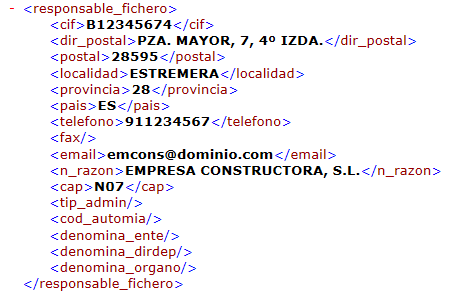 - <responsable_fichero>
<cif>B12345674</cif>
<dir_postal>PZA. MAYOR, 7, 4º IZDA.</dir_postal>
<postal>28595</postal>
<localidad>ESTREMERA</localidad>
<provincia>28</provincia>
<pais>ES</pais>
<telefono>911234567</telefono>
<fax/>
<email>emcons@dominio.com</email>
<n_razon>EMPRESA CONSTRUCTORA, S.L.</n_razon>
<cap>N07</cap>
<tip_admin/>
<cod_automia/>
<denomina_ente/>
<denomina_dirdep/>
<denomina_organo/>
</responsable_fichero>